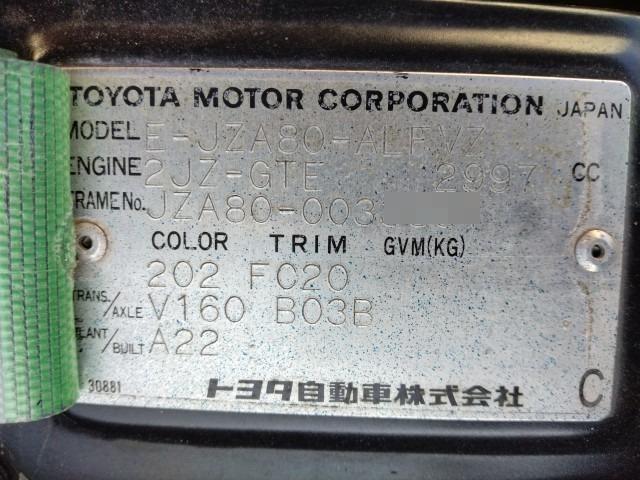 TOYOTA MOTOR CORPORATION JAPAN
MODEL E-JZA80-ALFVZ
ENGINE 2JZ-GTE 2997 CC
FRAME No. JZA80-003
COLOR TRIM GVM(KG)
202 FC20
TRANS./AXLE V160 B03B
PLANT/BUILT A22
30881 トヨタ自動車株式会社 C